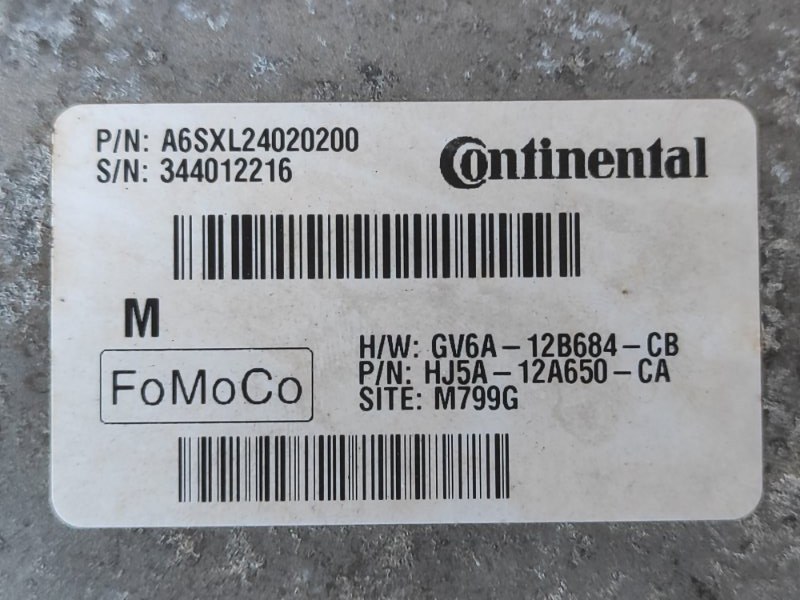 P/N: A6SXL24020200
S/N: 344012216
Continental
M
FoMoCo
H/W: GV6A-12B684-CB
P/N: HJ5A-12A650-CA
SITE: M799G